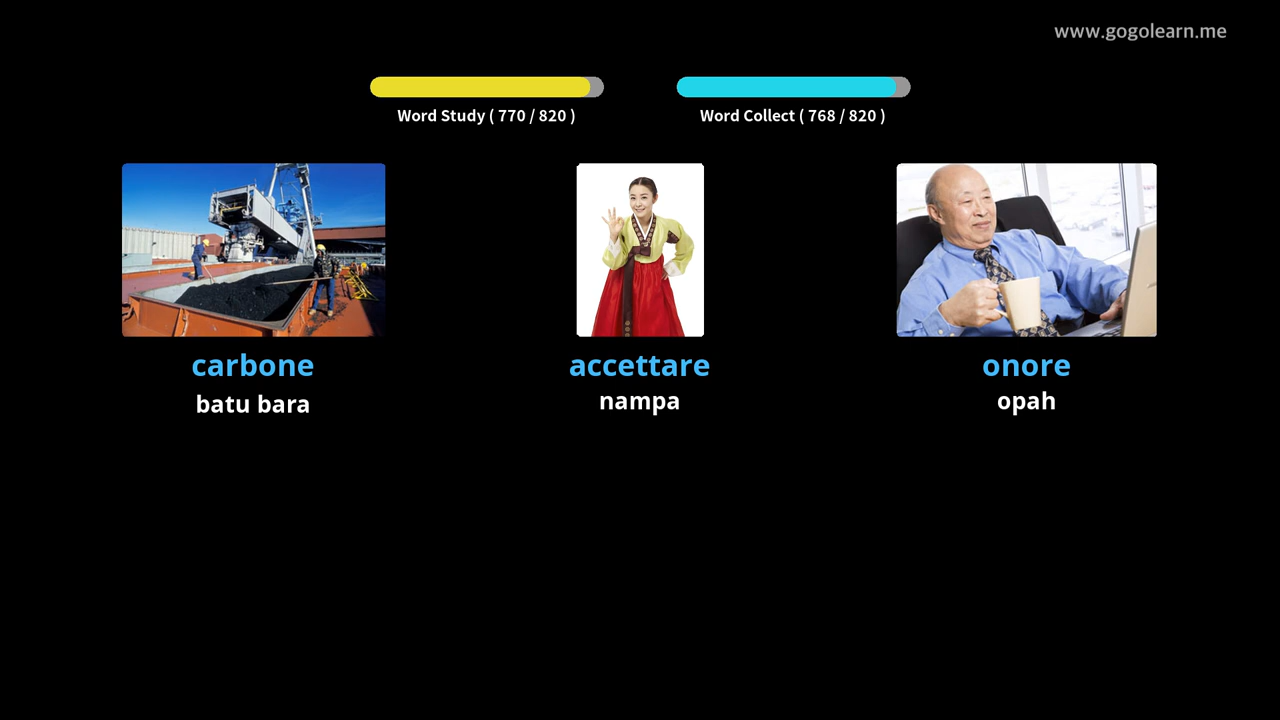 www.gogolearn.me
Word Study ( 770 / 820 )
Word Collect ( 768 / 820 )
carbone
accettare
onore
batu bara
nampa
opah